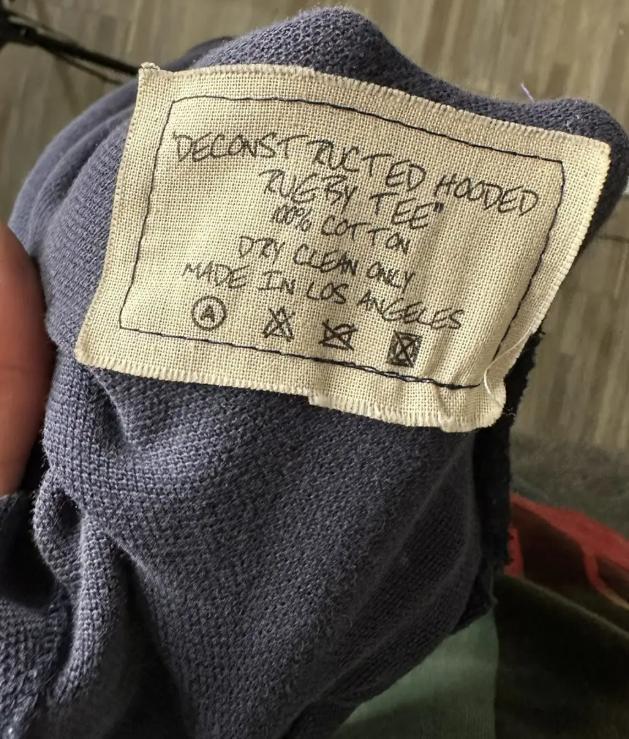 "DECONSTRUCTED HOODED
RUGBY TEE"
100% COTTON
DRY CLEAN ONLY
MADE IN LOS ANGELES
A